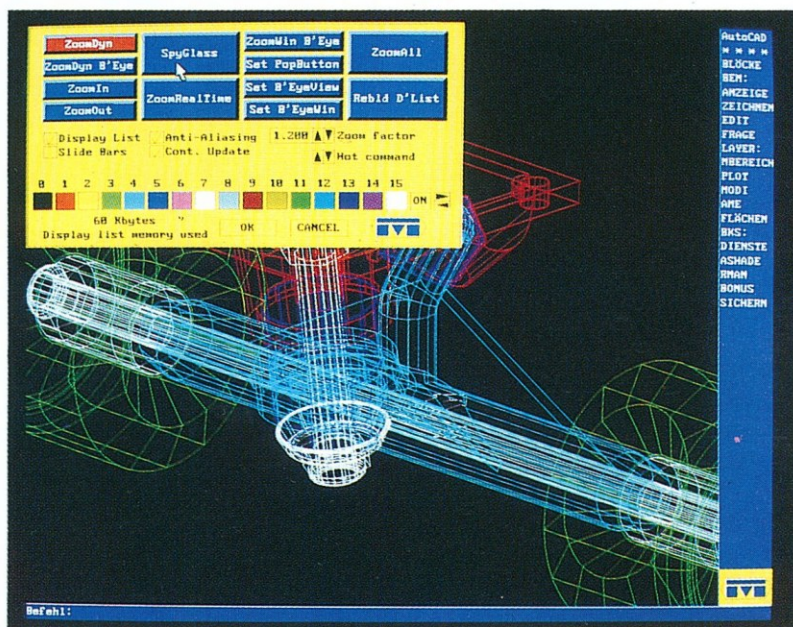 ZoomDyn
SpyGlass
ZoomWin B'Eye
ZoomAll
ZoomDyn B'Eye
Set PopButton
ZoomIn
ZoomRealTime
Set B'EyeView
Rebld D'List
ZoomOut
Set B'EyeWin
Display List
Anti-Aliasing
1.200
Zoom factor
Slide Bars
Cont. Update
Hot command
0 1 2 3 4 5 6 7 8 9 10 11 12 13 14 15
ON
60 Kbytes
Display list memory used
OK
CANCEL
AutoCAD
* * * *
BLÖCKE
BEM:
ANZEIGE
ZEICHNEN
EDIT
FRAGE
LAYER:
MBEREICH
PLOT
MODI
AME
FLÄCHEN
BKS:
DIENSTE
ASHADE
RMAN
BONUS
SICHERN
Befehl: